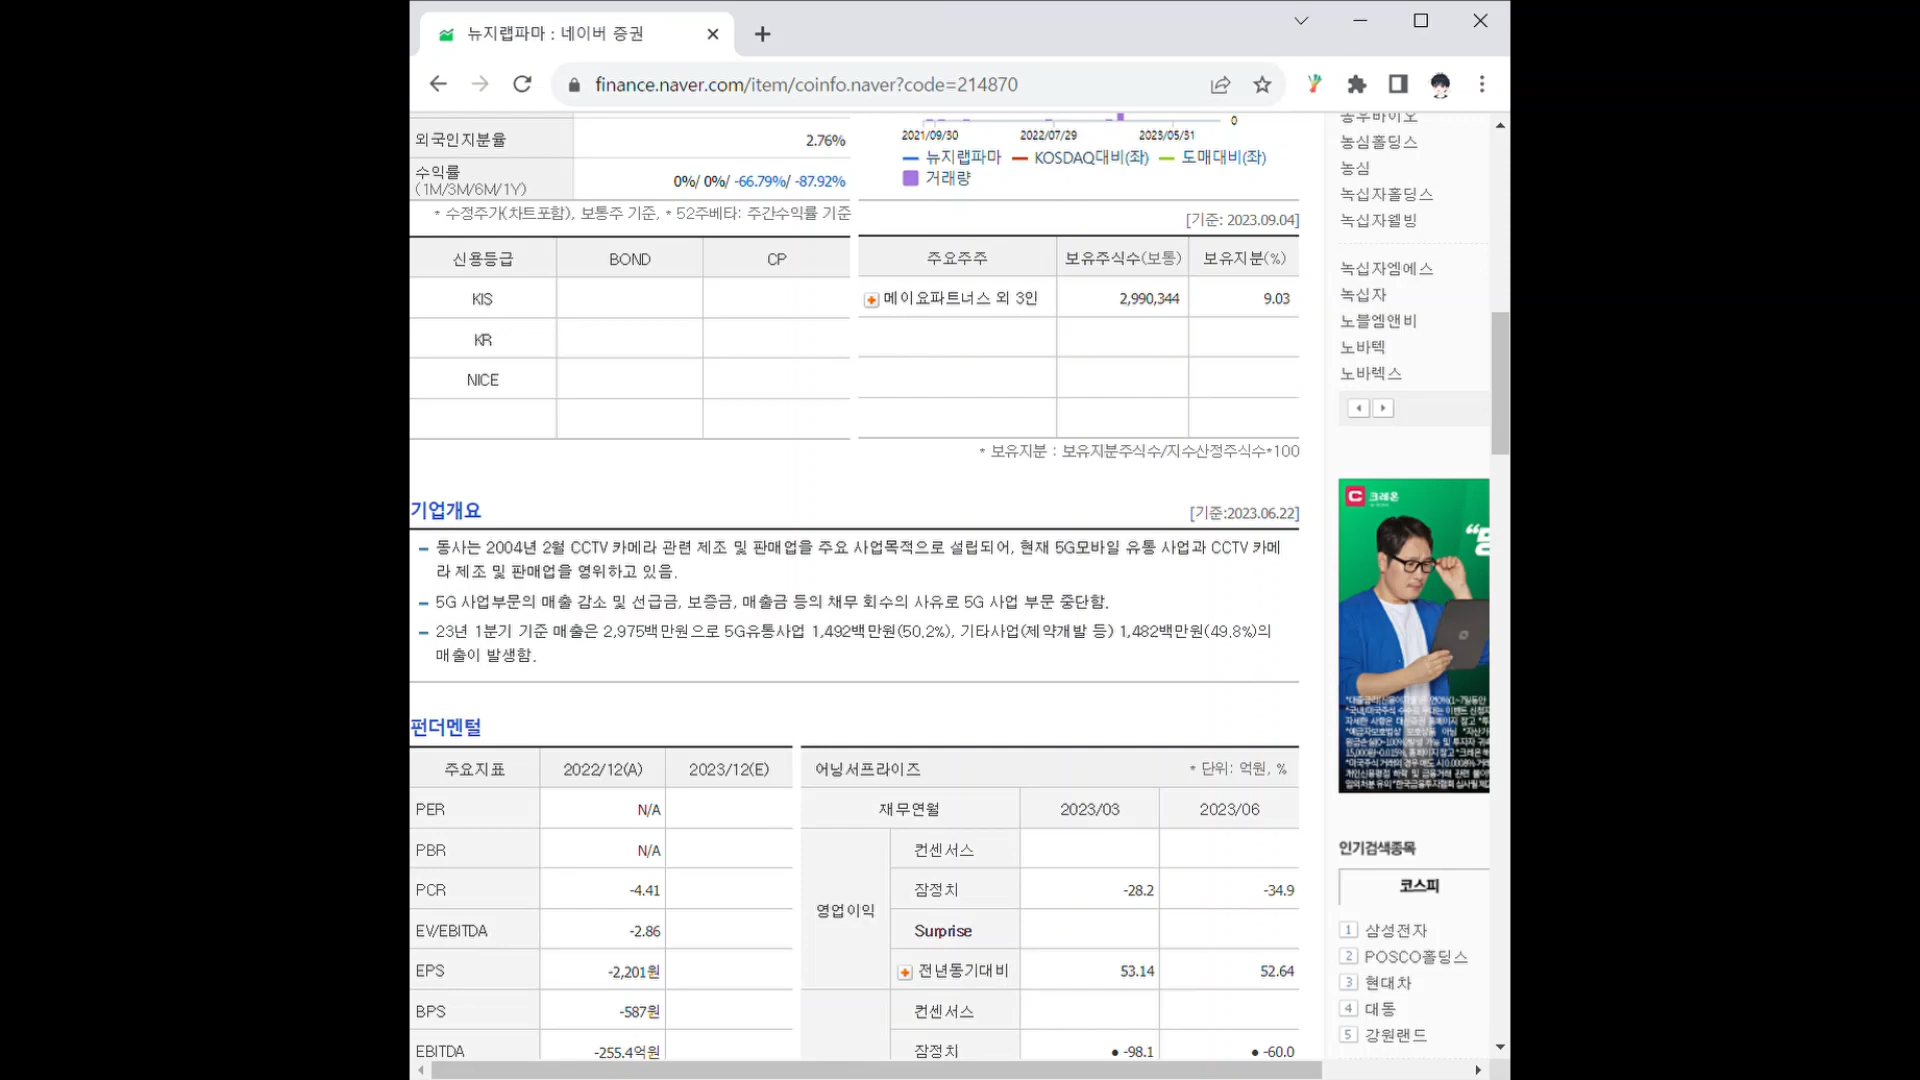 뉴지랩파마 : 네이버 증권
finance.naver.com/item/coinfo.naver?code=214870
외국인지분율 2.76%
수익률
(1M/3M/6M/1Y)
0%/ 0%/ -66.79%/ -87.92%
* 수정주가(차트포함), 보통주 기준, * 52주베타: 주간수익률 기준
0
2021/09/30 2022/07/29 2023/05/31
뉴지랩파마 KOSDAQ대비(좌) 도매대비(좌)
거래량
[기준: 2023.09.04]
신용등급 BOND CP
KIS
KR
NICE
주요주주 보유주식수(보통) 보유지분(%)
메이요파트너스 외 3인 2,990,344 9.03
* 보유지분 : 보유지분주식수/지수산정주식수*100
기업개요
[기준:2023.06.22]
동사는 2004년 2월 CCTV 카메라 관련 제조 및 판매업을 주요 사업목적으로 설립되어, 현재 5G모바일 유통 사업과 CCTV 카메
라 제조 및 판매업을 영위하고 있음.
5G 사업부문의 매출 감소 및 선급금, 보증금, 매출금 등의 채무 회수의 사유로 5G 사업 부문 중단함.
23년 1분기 기준 매출은 2,975백만원으로 5G유통사업 1,492백만원(50.2%), 기타사업(제약개발 등) 1,482백만원(49.8%)의
매출이 발생함.
펀더멘털
주요지표 2022/12(A) 2023/12(E)
PER N/A
PBR N/A
PCR -4.41
EV/EBITDA -2.86
EPS -2,201원
BPS -587원
EBITDA -255.4억원
어닝서프라이즈 * 단위: 억원, %
재무연월 2023/03 2023/06
영업이익
컨센서스
잠정치 -28.2 -34.9
Surprise
전년동기대비 53.14 52.64
컨센서스
잠정치 ● -98.1 ● -60.0
동우바이오
농심홀딩스
농심
녹십자홀딩스
녹십자웰빙
녹십자엠에스
녹십자
노블엠앤비
노바텍
노바렉스
크레온
인기검색종목
코스피
1 삼성전자
2 POSCO홀딩스
3 현대차
4 대동
5 강원랜드